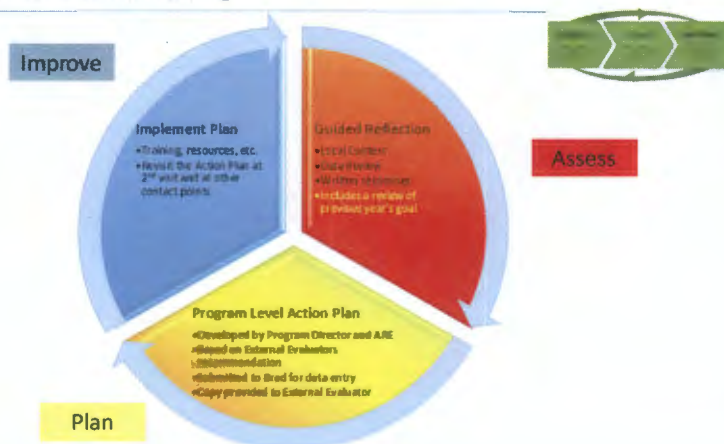 Improve
Implement Plan
•Training, resources, etc.
•Revisit the Action Plan at
2nd visit and at other
contact points
Guided Reflection
•Local Context
•Data Review
•Written responses
•Includes a review of
previous year's goal
Assess
Program Level Action Plan
•Developed by Program Director and ARE
•Based on External Evaluators
recommendation
•Submitted to Brad for data entry
•Copy provided to External Evaluator
Plan